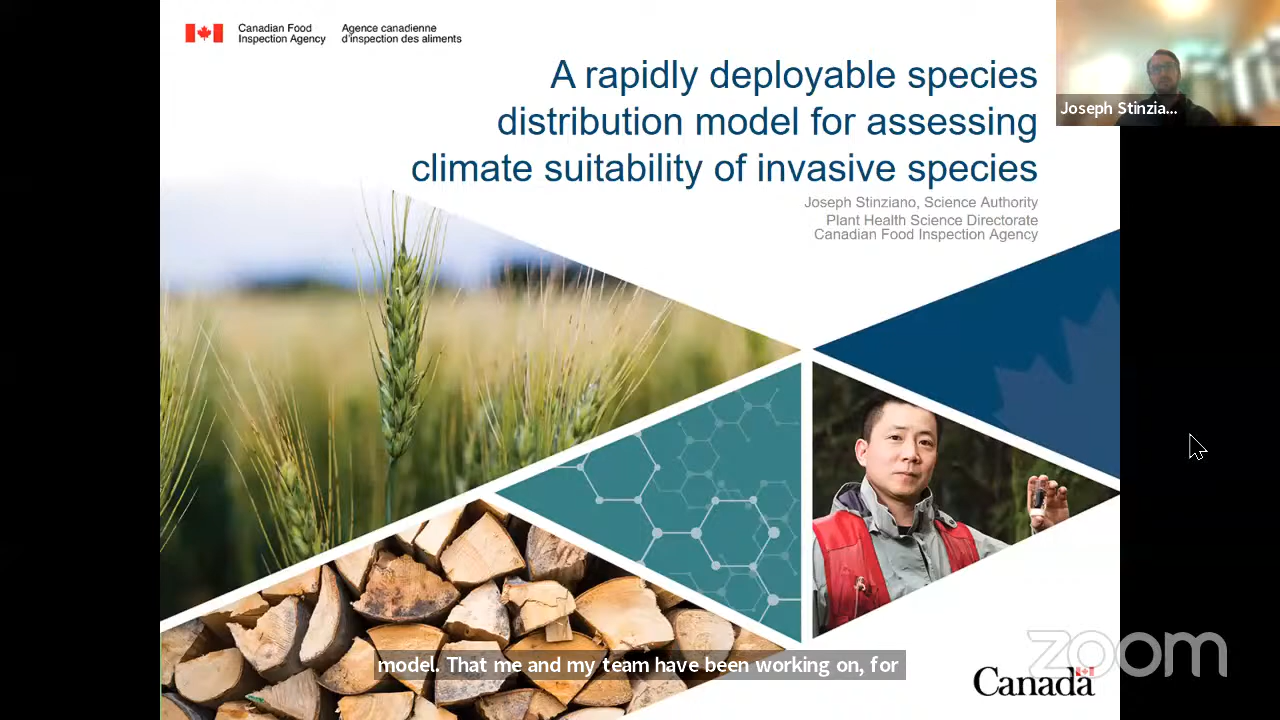 Canadian Food
Inspection Agency
Agence canadienne
d'inspection des aliments
A rapidly deployable species
distribution model for assessing
climate suitability of invasive species
Joseph Stinziano, Science Authority
Plant Health Science Directorate
Canadian Food Inspection Agency
Joseph Stinzia...
model. That me and my team have been working on, for
zoom
Canada